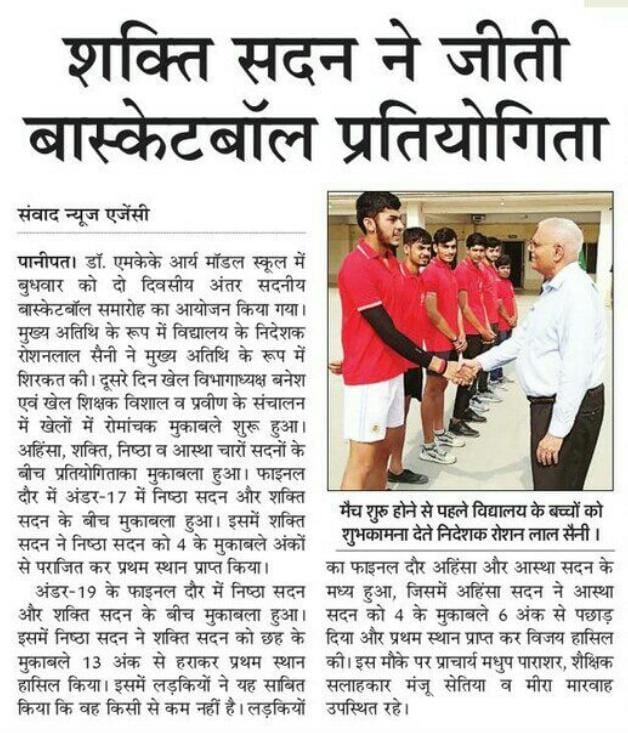 शक्ति सदन ने जीती
बास्केटबॉल प्रतियोगिता
संवाद न्यूज एजेंसी
पानीपत। डॉ. एमकेके आर्य मॉडल स्कूल में
बुधवार को दो दिवसीय अंतर सदनीय
बास्केटबॉल समारोह का आयोजन किया गया।
मुख्य अतिथि के रूप में विद्यालय के निदेशक
रोशनलाल सैनी ने मुख्य अतिथि के रूप में
शिरकत की। दूसरे दिन खेल विभागाध्यक्ष बनेश
एवं खेल शिक्षक विशाल व प्रवीण के संचालन
में खेलों में रोमांचक मुकाबले शुरू हुआ।
अहिंसा, शक्ति, निष्ठा व आस्था चारों सदनों के
बीच प्रतियोगिताका मुकाबला हुआ। फाइनल
दौर में अंडर-17 में निष्ठा सदन और शक्ति
सदन के बीच मुकाबला हुआ। इसमें शक्ति
सदन ने निष्ठा सदन को 4 के मुकाबले अंकों
से पराजित कर प्रथम स्थान प्राप्त किया।
अंडर-19 के फाइनल दौर में निष्ठा सदन
और शक्ति सदन के बीच मुकाबला हुआ।
इसमें निष्ठा सदन ने शक्ति सदन को छह के
मुकाबले 13 अंक से हराकर प्रथम स्थान
हासिल किया। इसमें लड़कियों ने यह साबित
किया कि वह किसी से कम नहीं है। लड़कियों
मैच शुरू होने से पहले विद्यालय के बच्चों को
शुभकामना देते निदेशक रोशन लाल सैनी ।
का फाइनल दौर अहिंसा और आस्था सदन के
मध्य हुआ, जिसमें अहिंसा सदन ने आस्था
सदन को 4 के मुकाबले 6 अंक से पछाड़
दिया और प्रथम स्थान प्राप्त कर विजय हासिल
की। इस मौके पर प्राचार्य मधुप पाराशर, शैक्षिक
सलाहकार मंजू सेतिया व मीरा मारवाह
उपस्थित रहे।